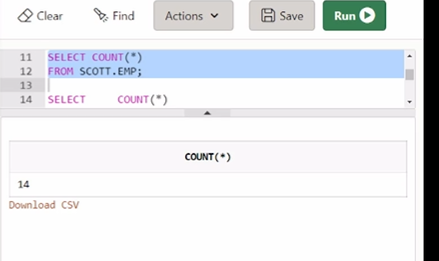 Clear Find Actions Save Run
11 SELECT COUNT(*)
12 FROM SCOTT.EMP;
13
14 SELECT COUNT(*)
COUNT(*)
14
Download CSV